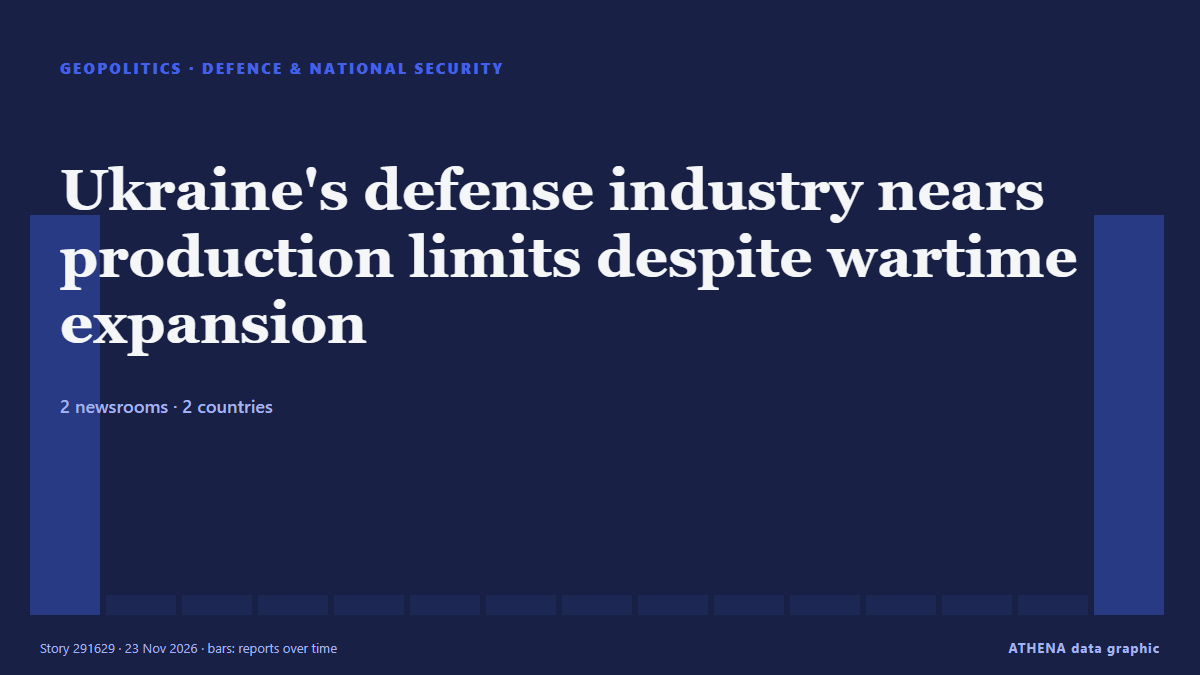 GEOPOLITICS · DEFENCE & NATIONAL SECURITY
Ukraine's defense industry nears
production limits despite wartime
expansion
2 newsrooms · 2 countries
Story 291629 · 23 Nov 2026 · bars: reports over time
ATHENA data graphic